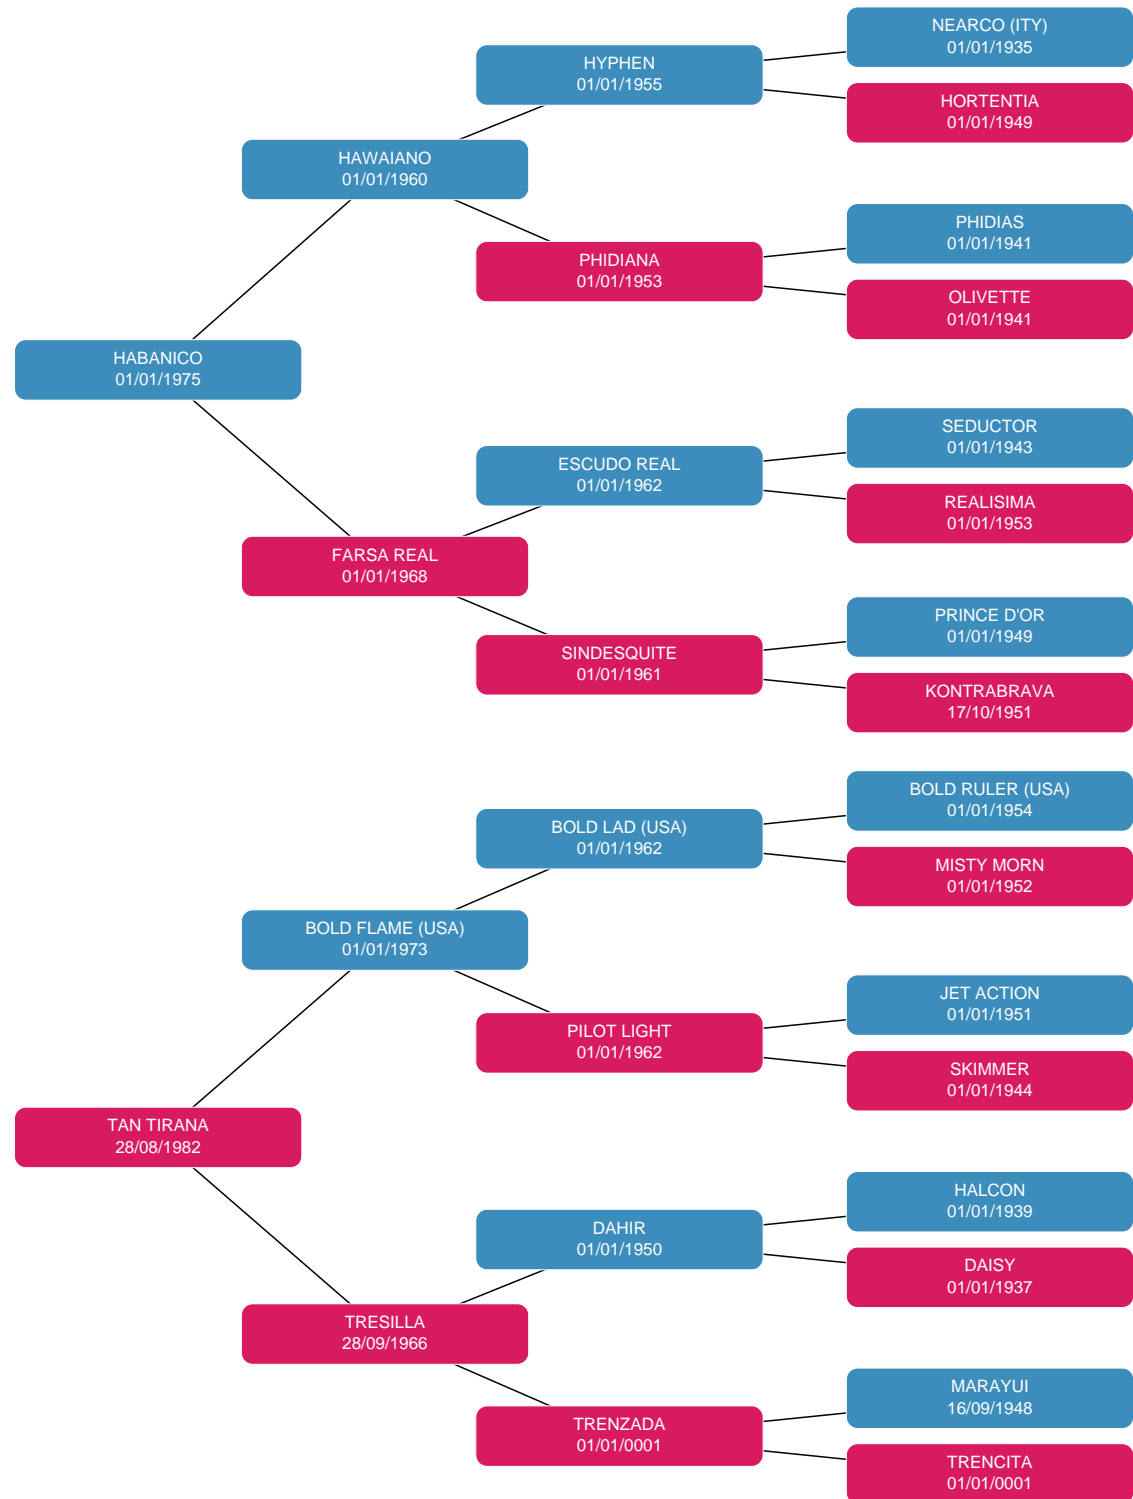 NEARCO (ITY)
01/01/1935
HYPHEN
01/01/1955
HORTENTIA
01/01/1949
HAWAIANO
01/01/1960
PHIDIAS
01/01/1941
PHIDIANA
01/01/1953
OLIVETTE
01/01/1941
HABANICO
01/01/1975
SEDUCTOR
01/01/1943
ESCUDO REAL
01/01/1962
REALISIMA
01/01/1953
FARSA REAL
01/01/1968
PRINCE D'OR
01/01/1949
SINDESQUITE
01/01/1961
KONTRABRAVA
17/10/1951
BOLD RULER (USA)
01/01/1954
BOLD LAD (USA)
01/01/1962
MISTY MORN
01/01/1952
BOLD FLAME (USA)
01/01/1973
JET ACTION
01/01/1951
PILOT LIGHT
01/01/1962
SKIMMER
01/01/1944
TAN TIRANA
28/08/1982
HALCON
01/01/1939
DAHIR
01/01/1950
DAISY
01/01/1937
TRESILLA
28/09/1966
MARAYUI
16/09/1948
TRENZADA
01/01/0001
TRENCITA
01/01/0001